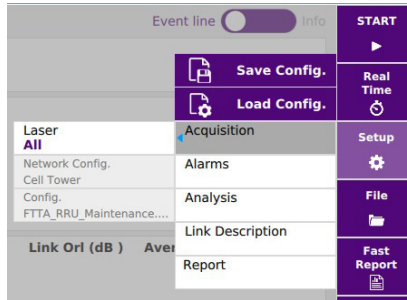 Event line Info
START
Save Config.
Real
Time
Load Config.
Laser
All
Acquisition
Setup
Network Config.
Cell Tower
Alarms
Config.
FTTA_RRU_Maintenance....
Analysis
File
Link Orl (dB ) Aver
Link Description
Report
Fast
Report